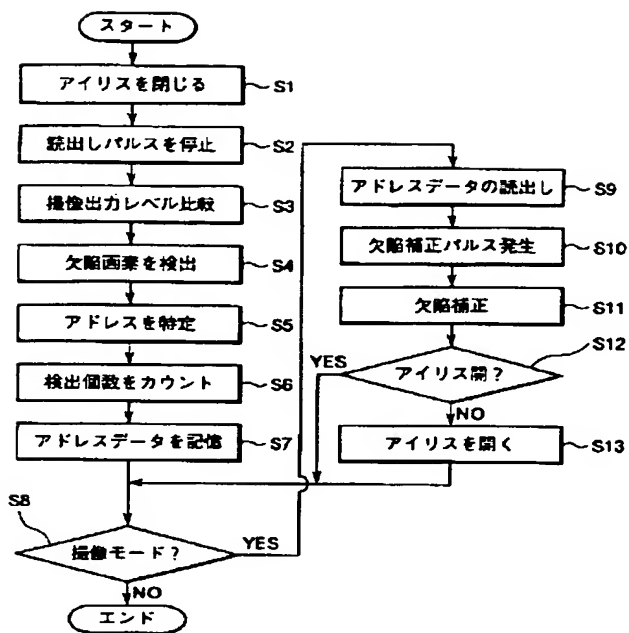 スタート
アイリスを閉じる S1
読出しパルスを停止 S2
撮像出力レベル比較 S3
欠陥画素を検出 S4
アドレスを特定 S5
検出個数をカウント S6
アドレスデータを記憶 S7
S8
撮像モード? YES
NO
エンド
アドレスデータの読出し S9
欠陥補正パルス発生 S10
欠陥補正 S11
S12
YES アイリス開?
NO
アイリスを開く S13